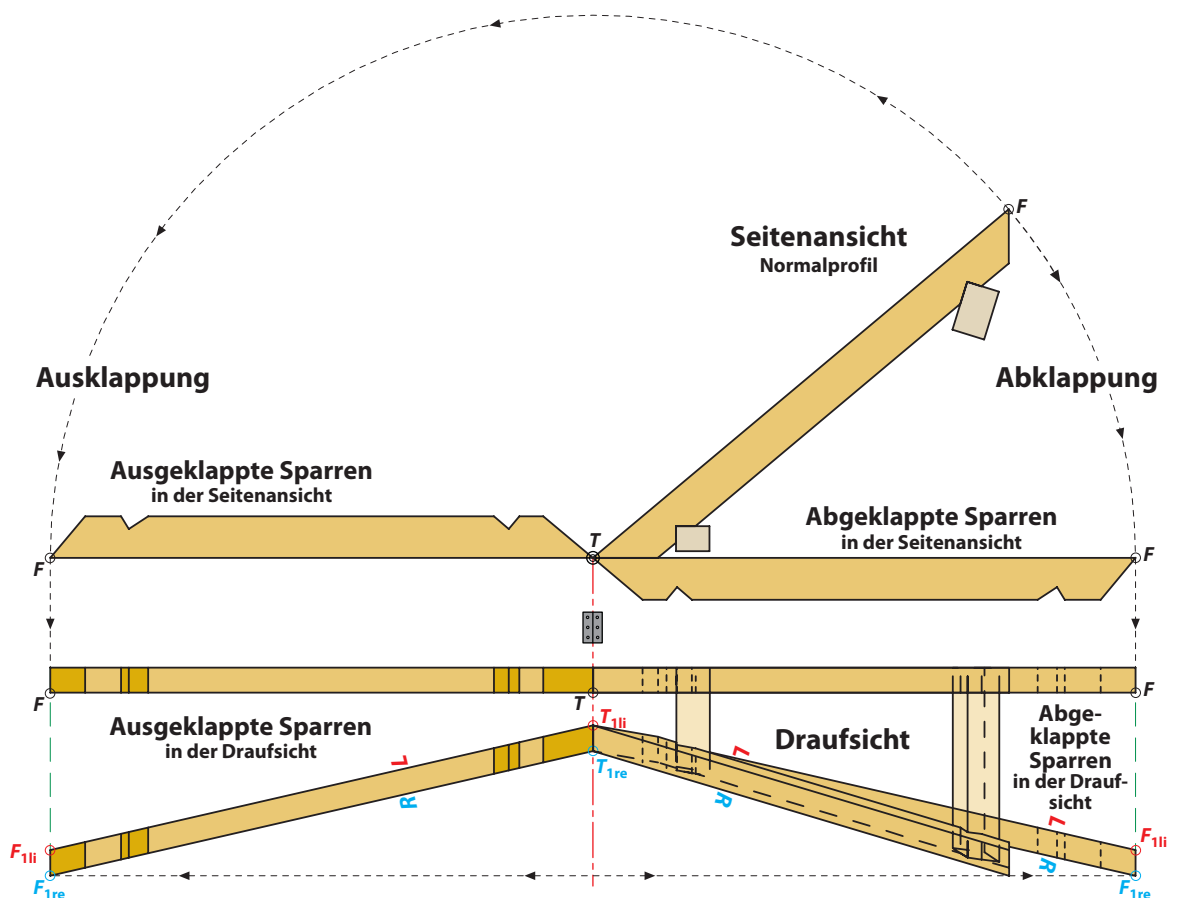 F
Seitenansicht
Normalprofil
Ausklappung
Abklappung
Ausgeklappte Sparren
in der Seitenansicht
Abgeklappte Sparren
in der Seitenansicht
T
F
F
F
T
F
Ausgeklappte Sparren
in der Draufsicht
T1li
T1re
Draufsicht
Abge-
klappte
Sparren
in der Drauf-
sicht
L
R
L
R
L
R
F1li
F1re
F1li
F1re